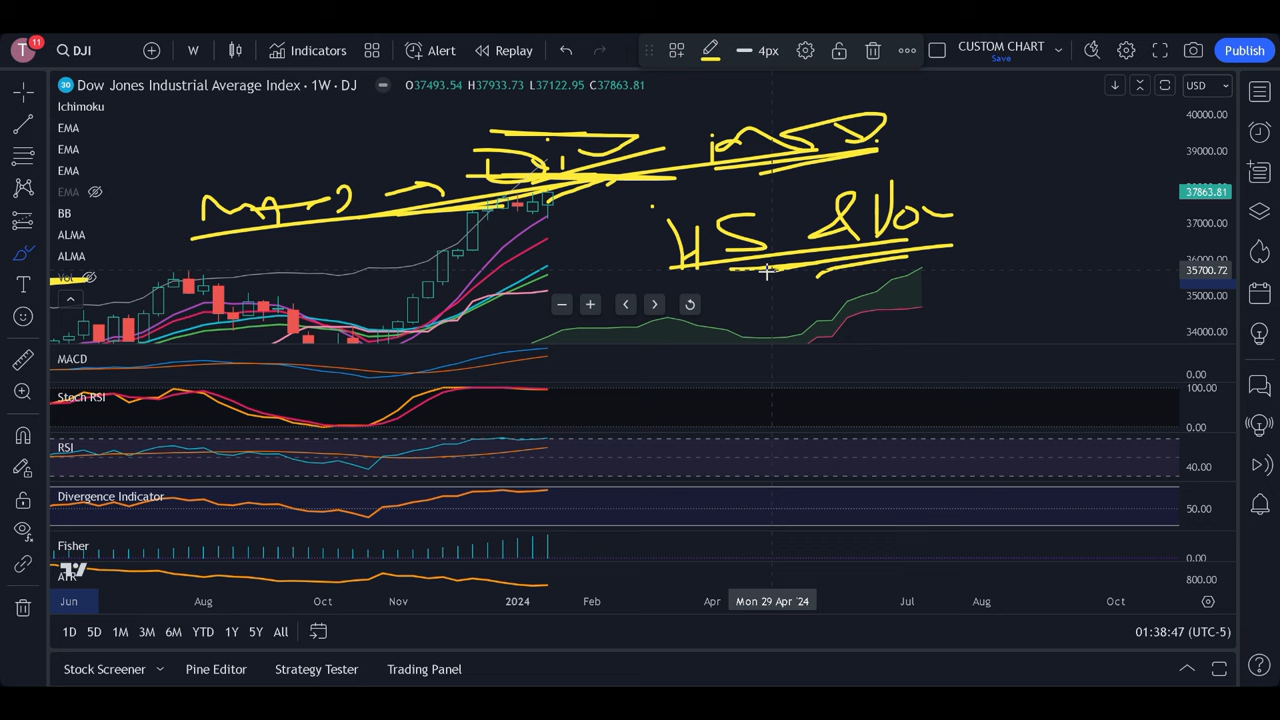 T 11 DJI W Indicators Alert Replay 4px CUSTOM CHART Save Publish
30 Dow Jones Industrial Average Index · 1W · DJ O37493.54 H37933.73 L37122.95 C37863.81 USD
Ichimoku
EMA
EMA
EMA
EMA
EMA
BB
ALMA
ALMA
Vol
40000.00
39000.00
37863.81
37000.00
35700.72
35000.00
34000.00
MACD 0.00
Stoch RSI 100.00
0.00
RSI 40.00
Divergence Indicator 50.00
Fisher 0.00
ATR 800.00
Jun Aug Oct Nov 2024 Feb Apr Mon 29 Apr '24 Jul Aug Oct
1D 5D 1M 3M 6M YTD 1Y 5Y All 01:38:47 (UTC-5)
Stock Screener Pine Editor Strategy Tester Trading Panel